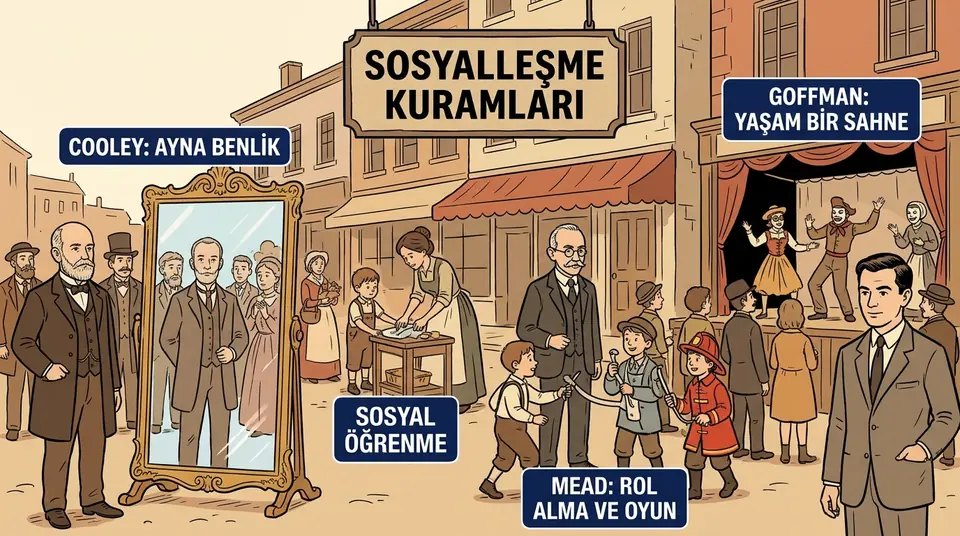 SOSYALLEŞME
KURAMLARI
GOFFMAN:
YAŞAM BİR SAHNE
COOLEY: AYNA BENLİK
SOSYAL
ÖĞRENME
MEAD: ROL
ALMA VE OYUN